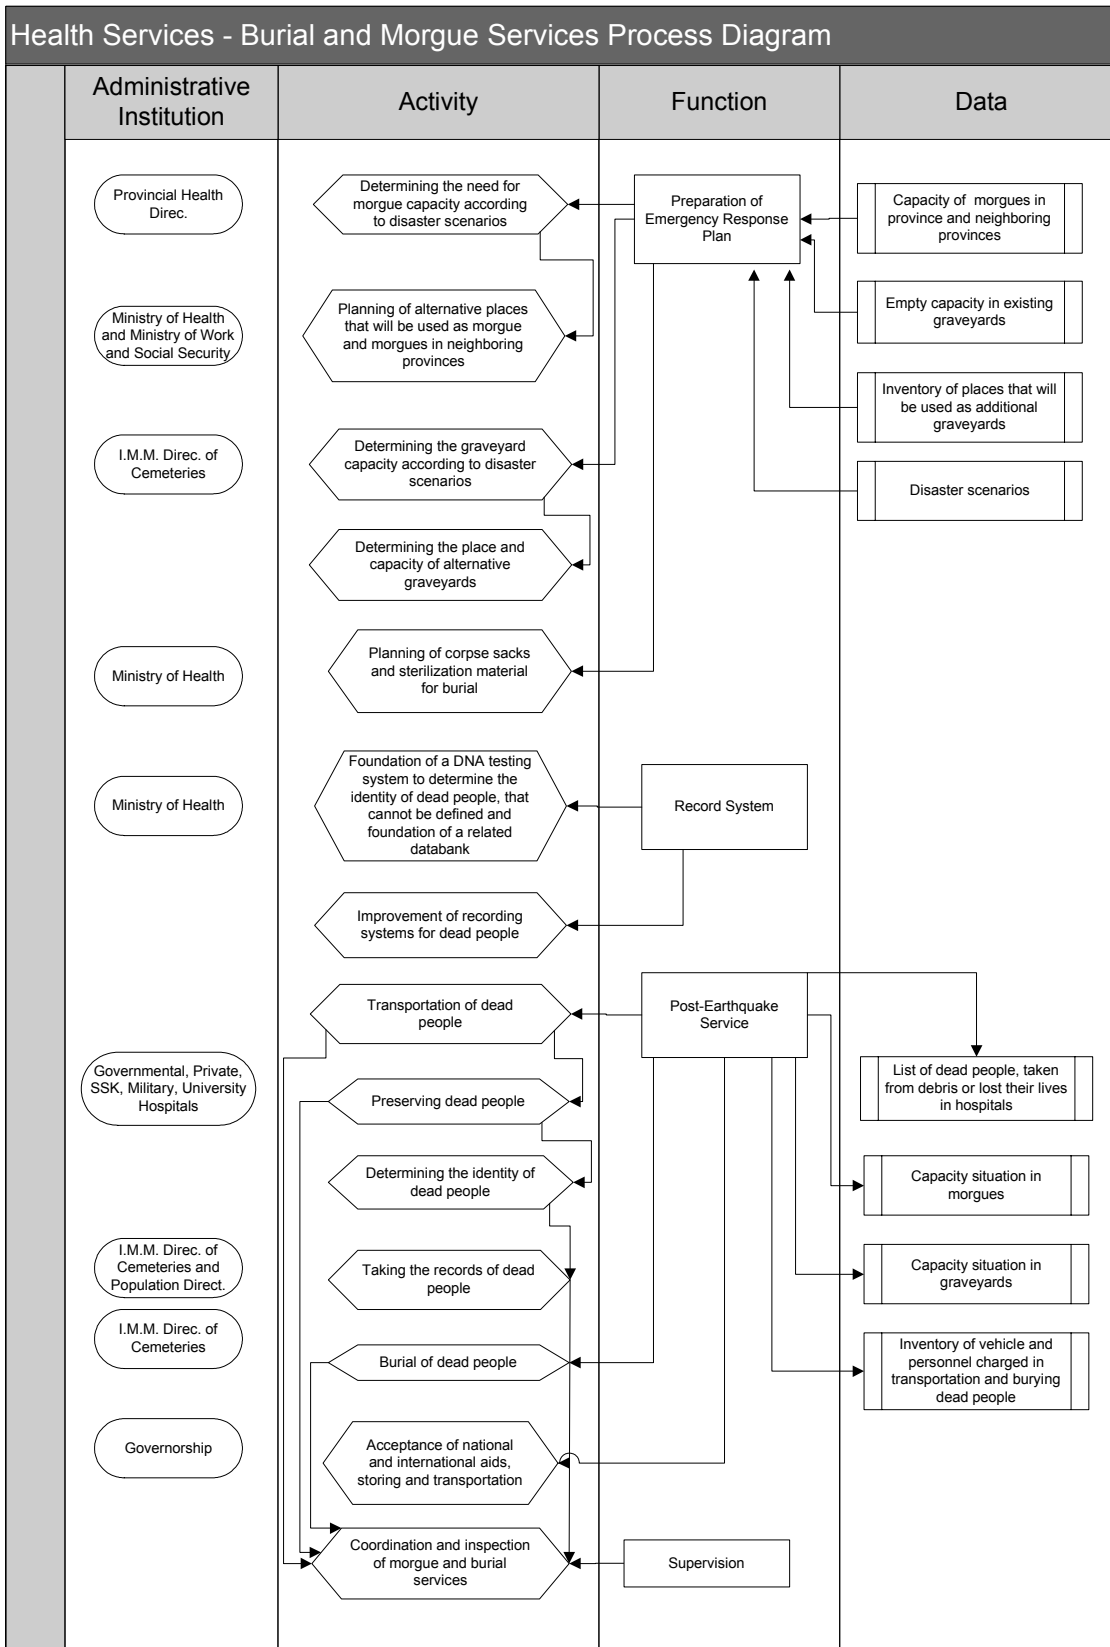 Health Services - Burial and Morgue Services Process Diagram
Administrative
Institution
Activity
Function
Data
Provincial Health
Direc.
Determining the need for
morgue capacity according
to disaster scenarios
Preparation of
Emergency Response
Plan
Capacity of morgues in
province and neighboring
provinces
Ministry of Health
and Ministry of Work
and Social Security
Planning of alternative places
that will be used as morgue
and morgues in neighboring
provinces
Empty capacity in existing
graveyards
Inventory of places that will
be used as additional
graveyards
I.M.M. Direc. of
Cemeteries
Determining the graveyard
capacity according to disaster
scenarios
Disaster scenarios
Determining the place and
capacity of alternative
graveyards
Ministry of Health
Planning of corpse sacks
and sterilization material
for burial
Ministry of Health
Foundation of a DNA testing
system to determine the
identity of dead people, that
cannot be defined and
foundation of a related
databank
Record System
Improvement of recording
systems for dead people
Transportation of dead
people
Post-Earthquake
Service
Governmental, Private,
SSK, Military, University
Hospitals
Preserving dead people
List of dead people, taken
from debris or lost their lives
in hospitals
Determining the identity of
dead people
Capacity situation in
morgues
I.M.M. Direc. of
Cemeteries and
Population Direct.
Taking the records of dead
people
Capacity situation in
graveyards
I.M.M. Direc. of
Cemeteries
Burial of dead people
Inventory of vehicle and
personnel charged in
transportation and burying
dead people
Governorship
Acceptance of national
and international aids,
storing and transportation
Coordination and inspection
of morgue and burial
services
Supervision